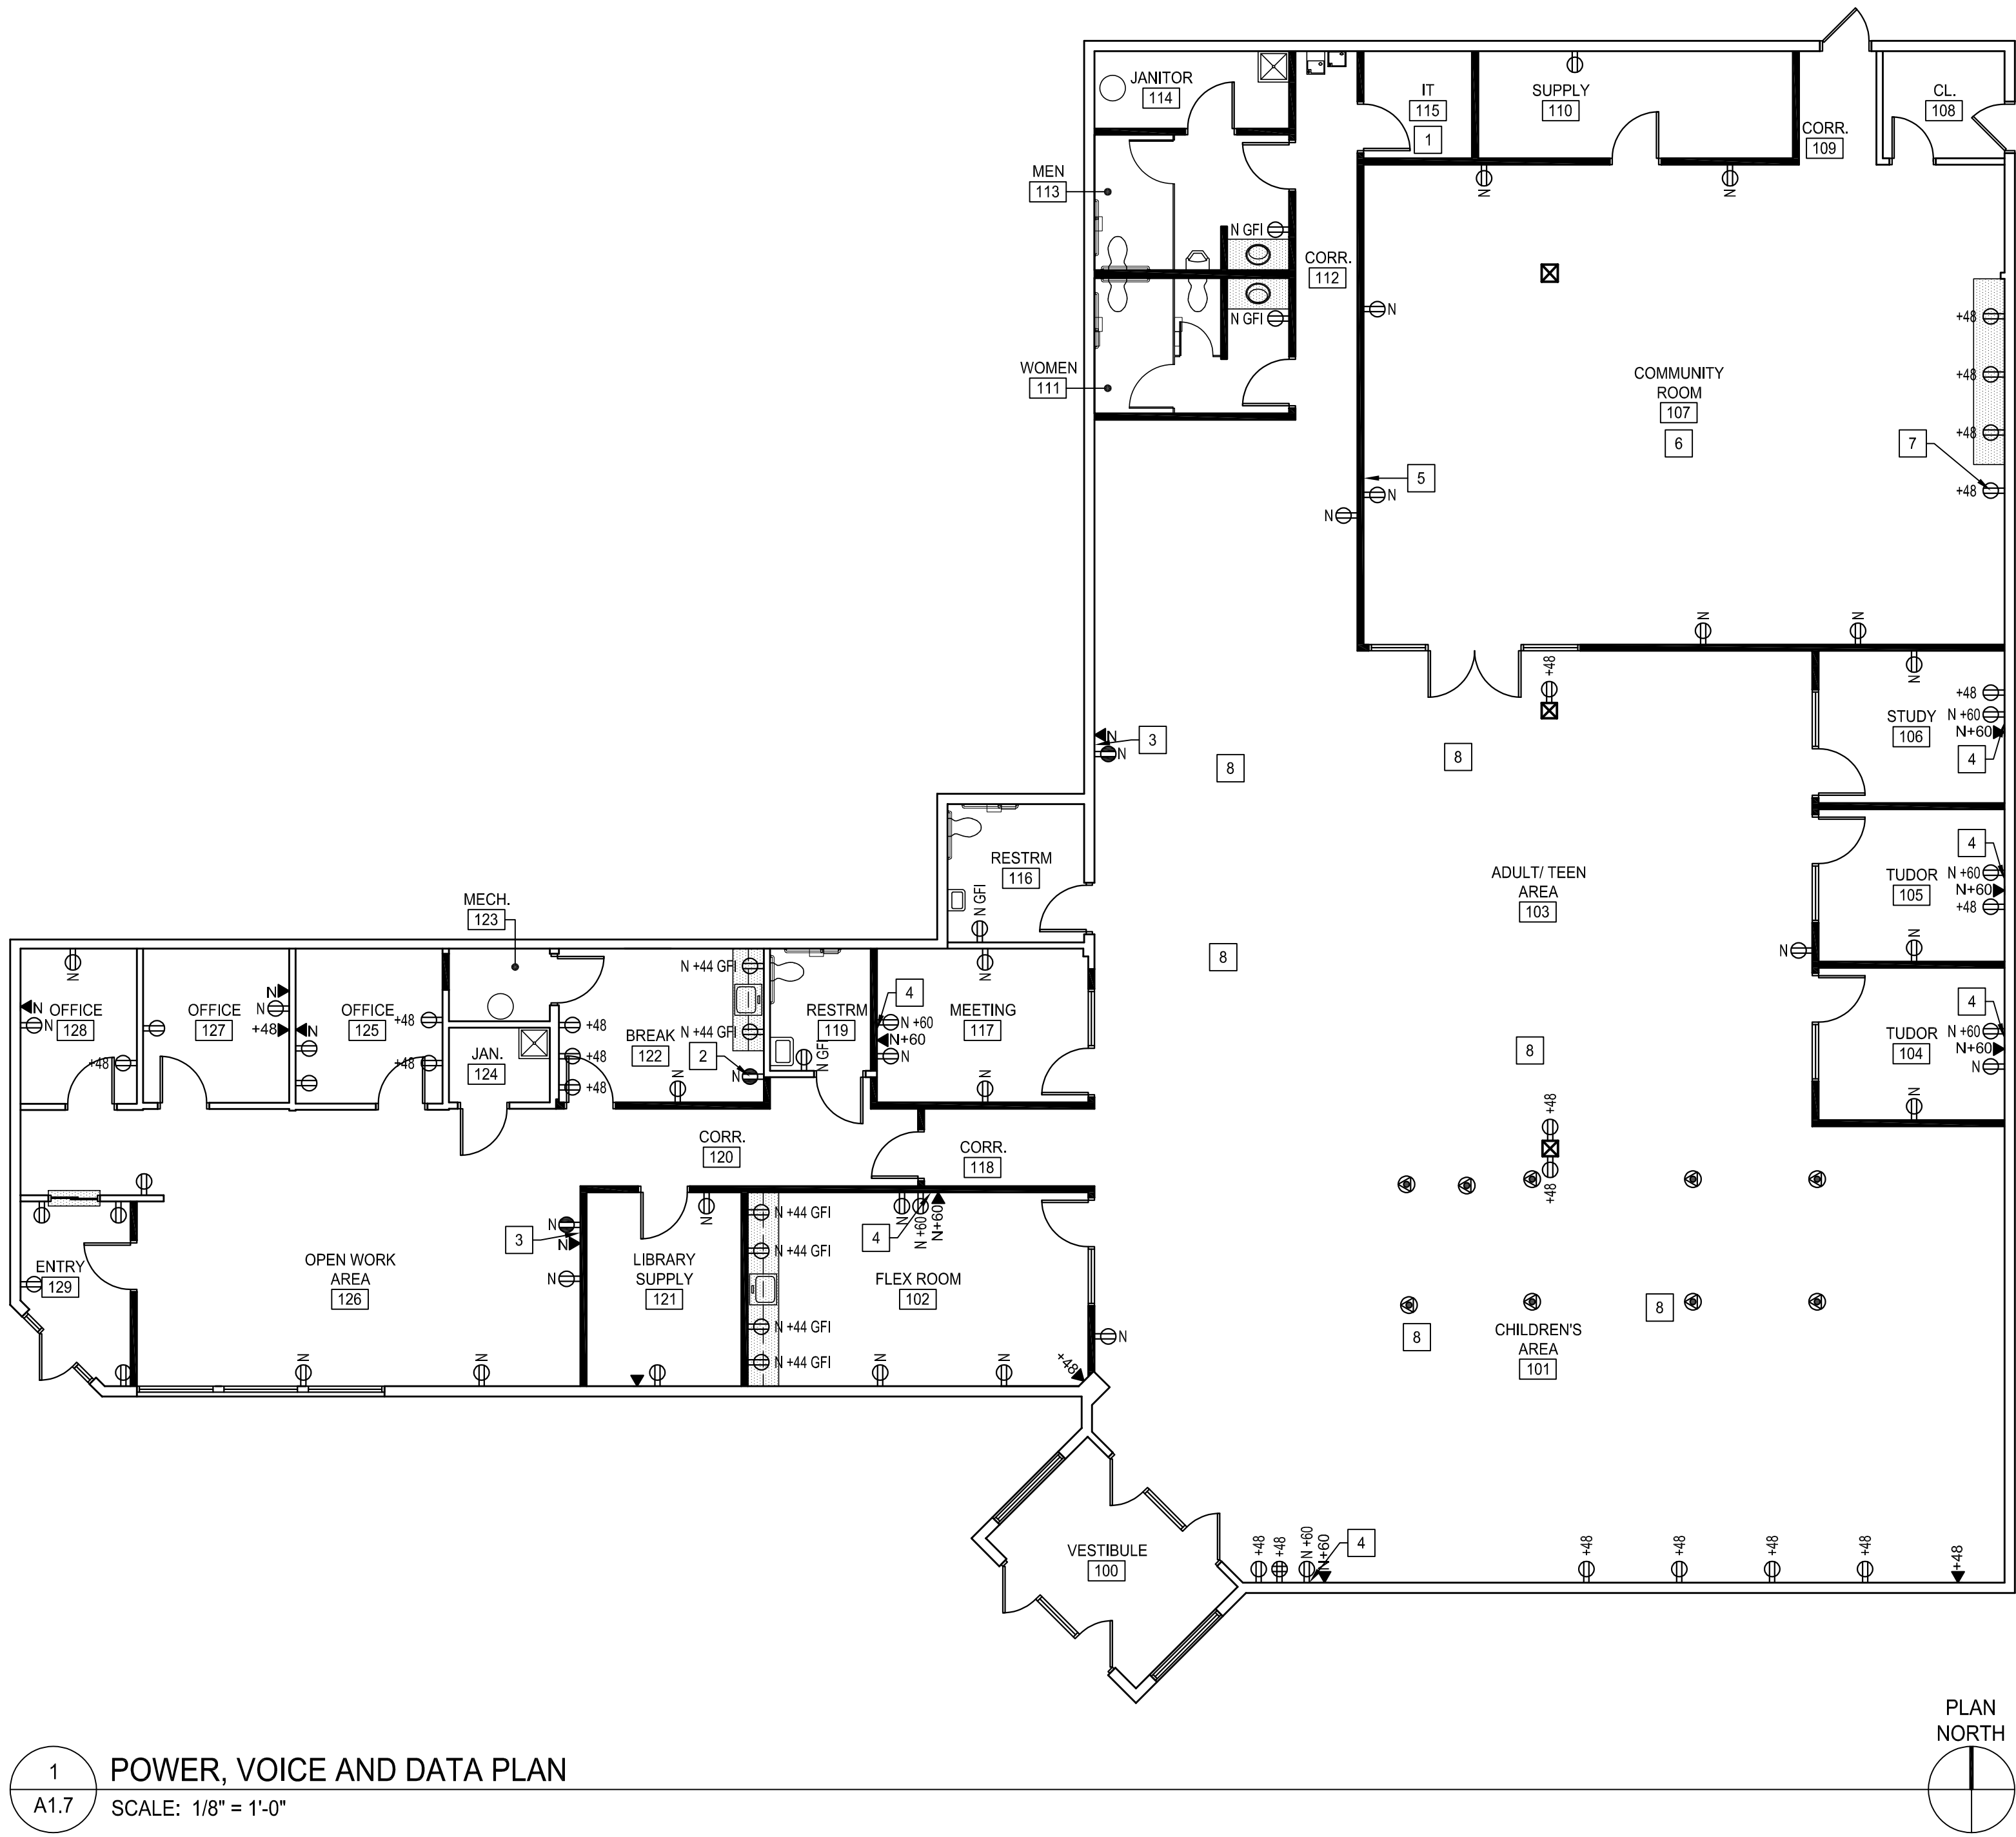 JANITOR
114
IT
115
1
SUPPLY
110
CORR.
109
CL.
108
MEN
113
N
N
N GFI
CORR.
112
N GFI
N
+48
WOMEN
111
COMMUNITY
ROOM
107
6
+48
+48
7
5
N
+48
N
N
N
+48
N
N
3
N
8
8
+48
STUDY
106
N +60
N+60
4
RESTRM
116
N GFI
ADULT/ TEEN
AREA
103
4
TUDOR
105
N +60
N+60
+48
N
N
8
MECH.
123
N
N
OFFICE
128
N
+48
OFFICE
127
N
N
+48
N
OFFICE
125
+48
+48
JAN.
124
+48
+48
+48
N +44 GFI
N +44 GFI
BREAK
122
2
N
N
RESTRM
119
N GFI
4
N +60
N+60
N
N
MEETING
117
N
8
4
TUDOR
104
N +60
N+60
N
N
+48
+48
CORR.
120
CORR.
118
ENTRY
129
OPEN WORK
AREA
126
N
3
N
N
N
N
LIBRARY
SUPPLY
121
N
N +44 GFI
N +44 GFI
N +44 GFI
N +44 GFI
N
N +60
N+60
4
FLEX ROOM
102
N
N
+48
N
8
8
CHILDREN'S
AREA
101
VESTIBULE
100
+48
+48
N +60
N+60
4
+48
+48
+48
+48
+48
PLAN
NORTH
1
A1.7
POWER, VOICE AND DATA PLAN
SCALE: 1/8" = 1'-0"